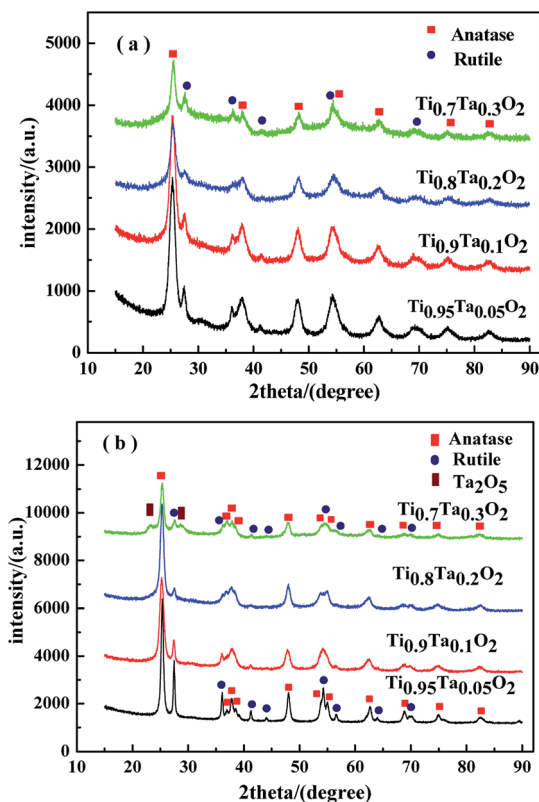 ( a )
Anatase
Rutile
Ti0.7Ta0.3O2
Ti0.8Ta0.2O2
Ti0.9Ta0.1O2
Ti0.95Ta0.05O2
intensity/(a.u.)
5000
4000
3000
2000
1000
0
10 20 30 40 50 60 70 80 90
2theta/(degree)
( b )
Anatase
Rutile
Ta2O5
Ti0.7Ta0.3O2
Ti0.8Ta0.2O2
Ti0.9Ta0.1O2
Ti0.95Ta0.05O2
intensity/(a.u.)
12000
10000
8000
6000
4000
2000
0
10 20 30 40 50 60 70 80 90
2theta/(degree)